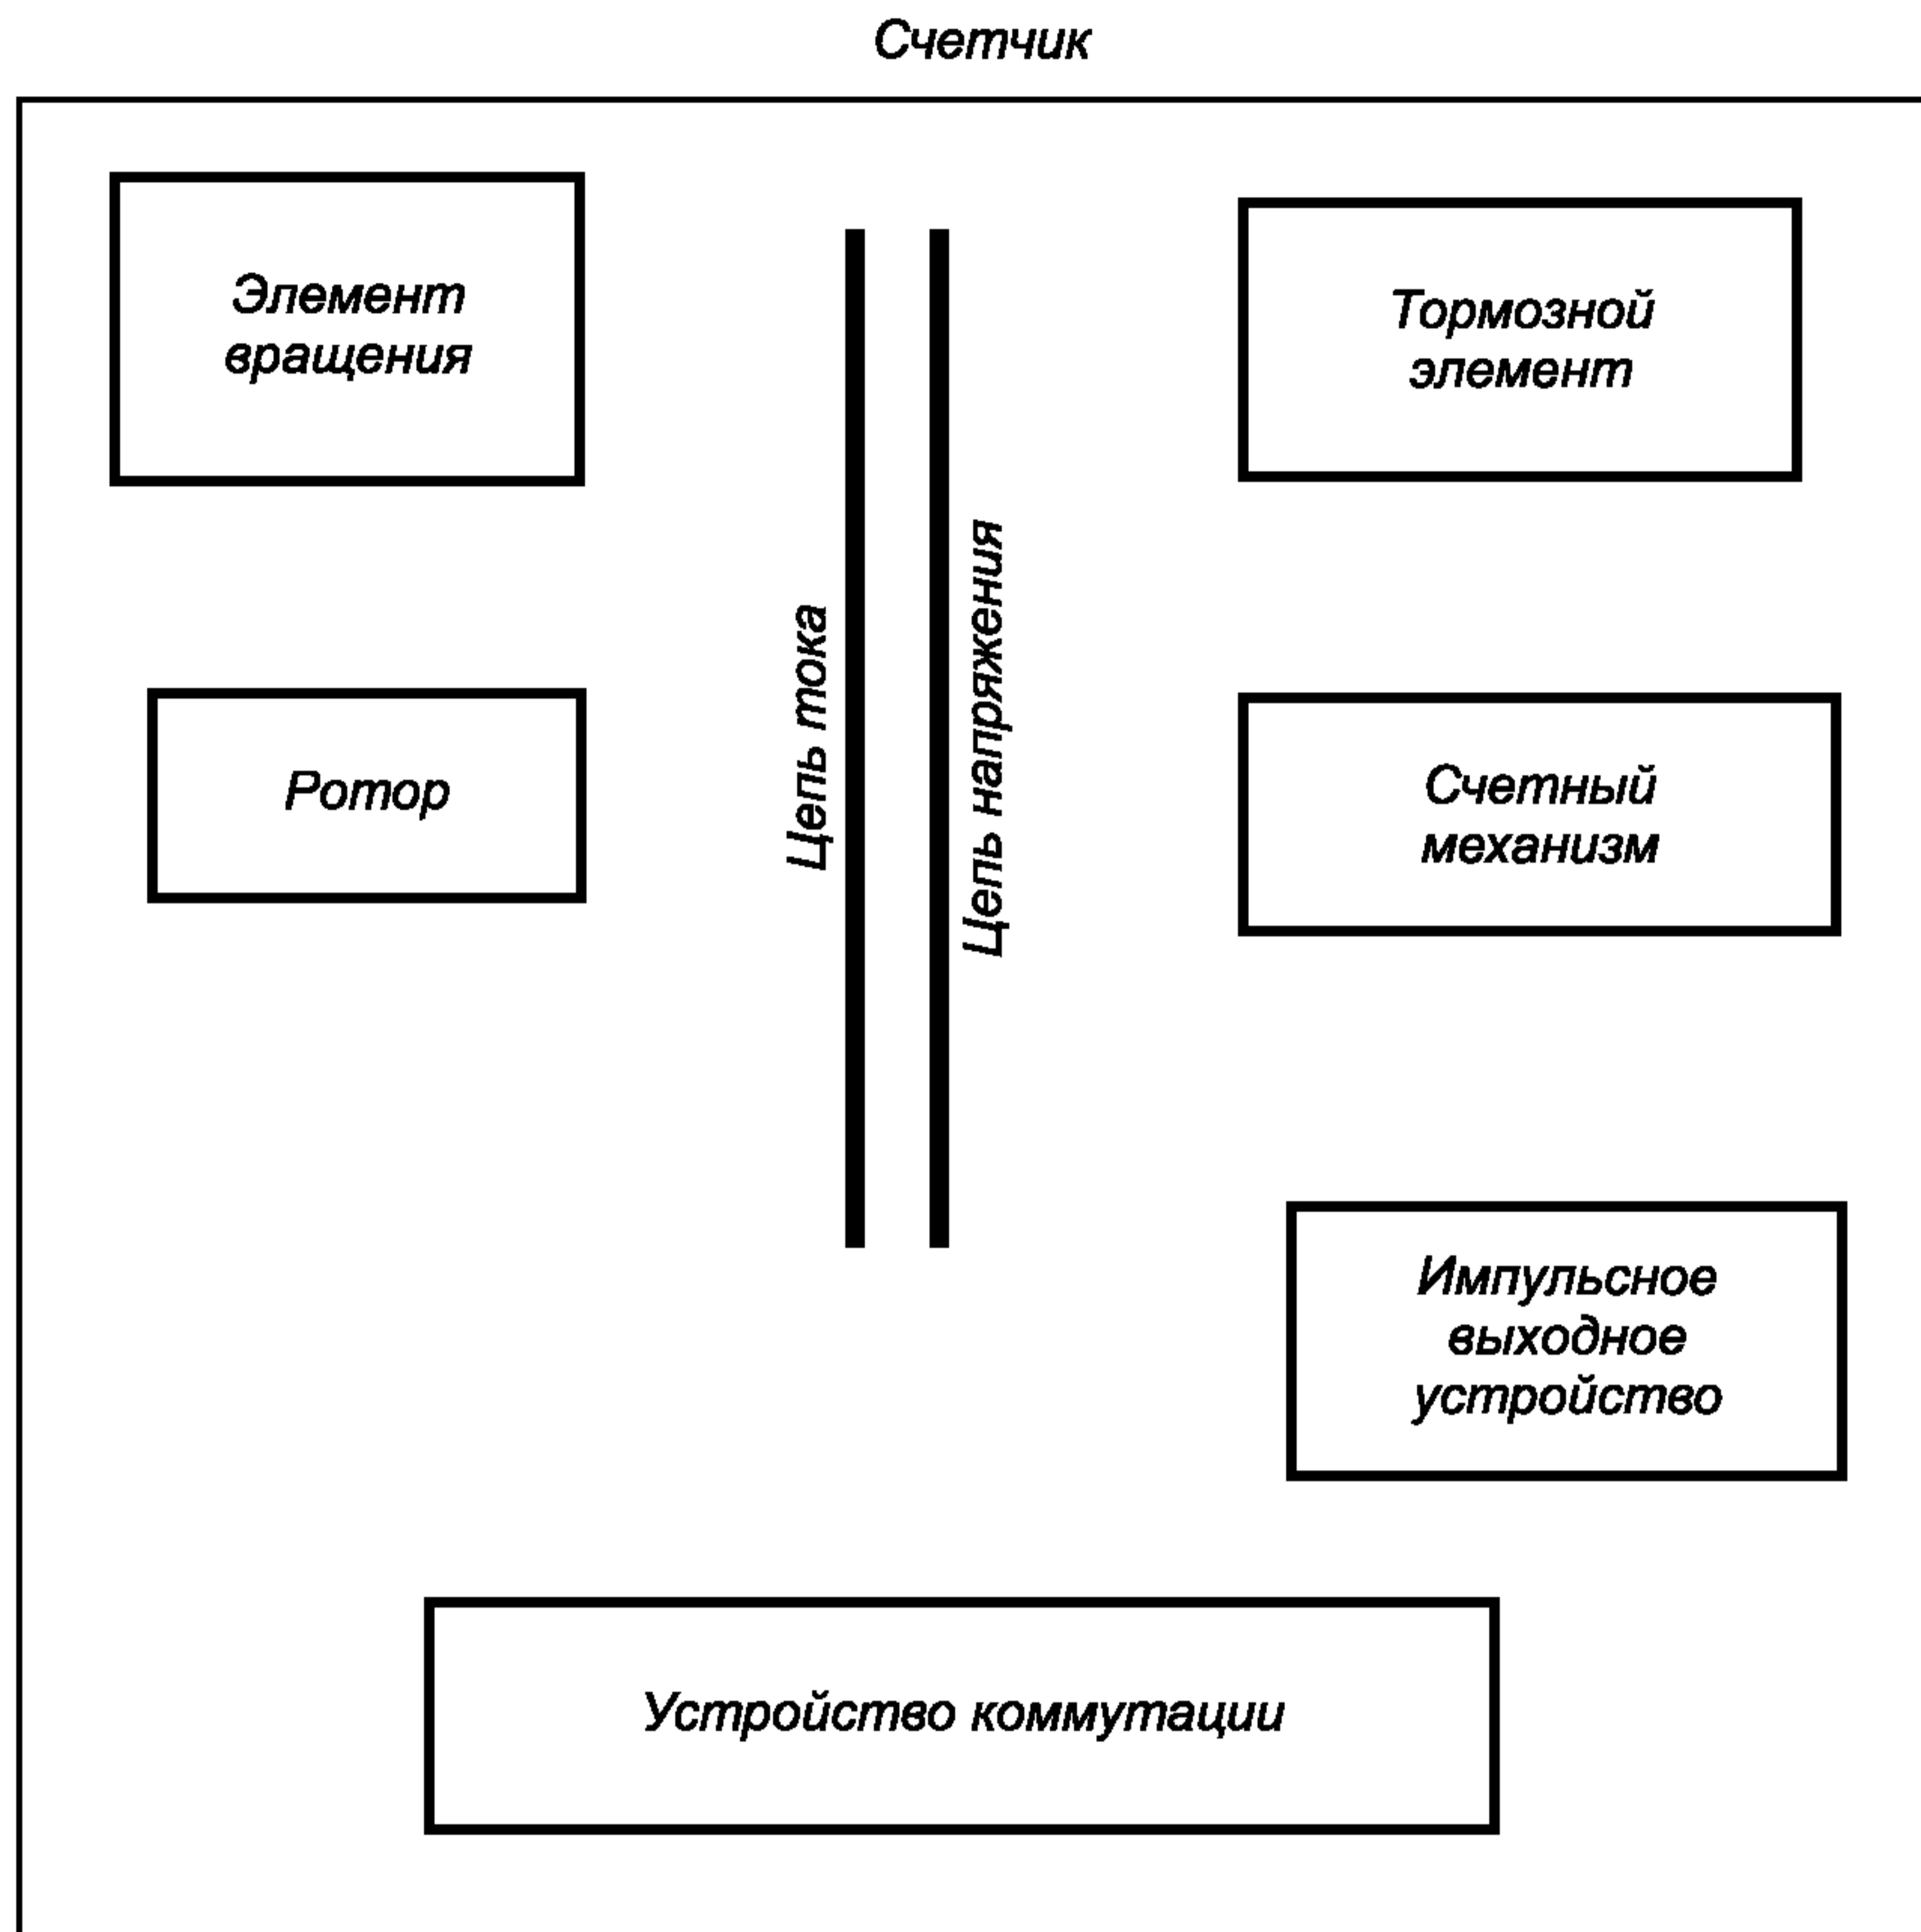 Счетчик
Элемент
вращения
Тормозной
элемент
Ротор
Цепь тока
Цепь напряжения
Счетный
механизм
Импульсное
выходное
устройство
Устройство коммутации